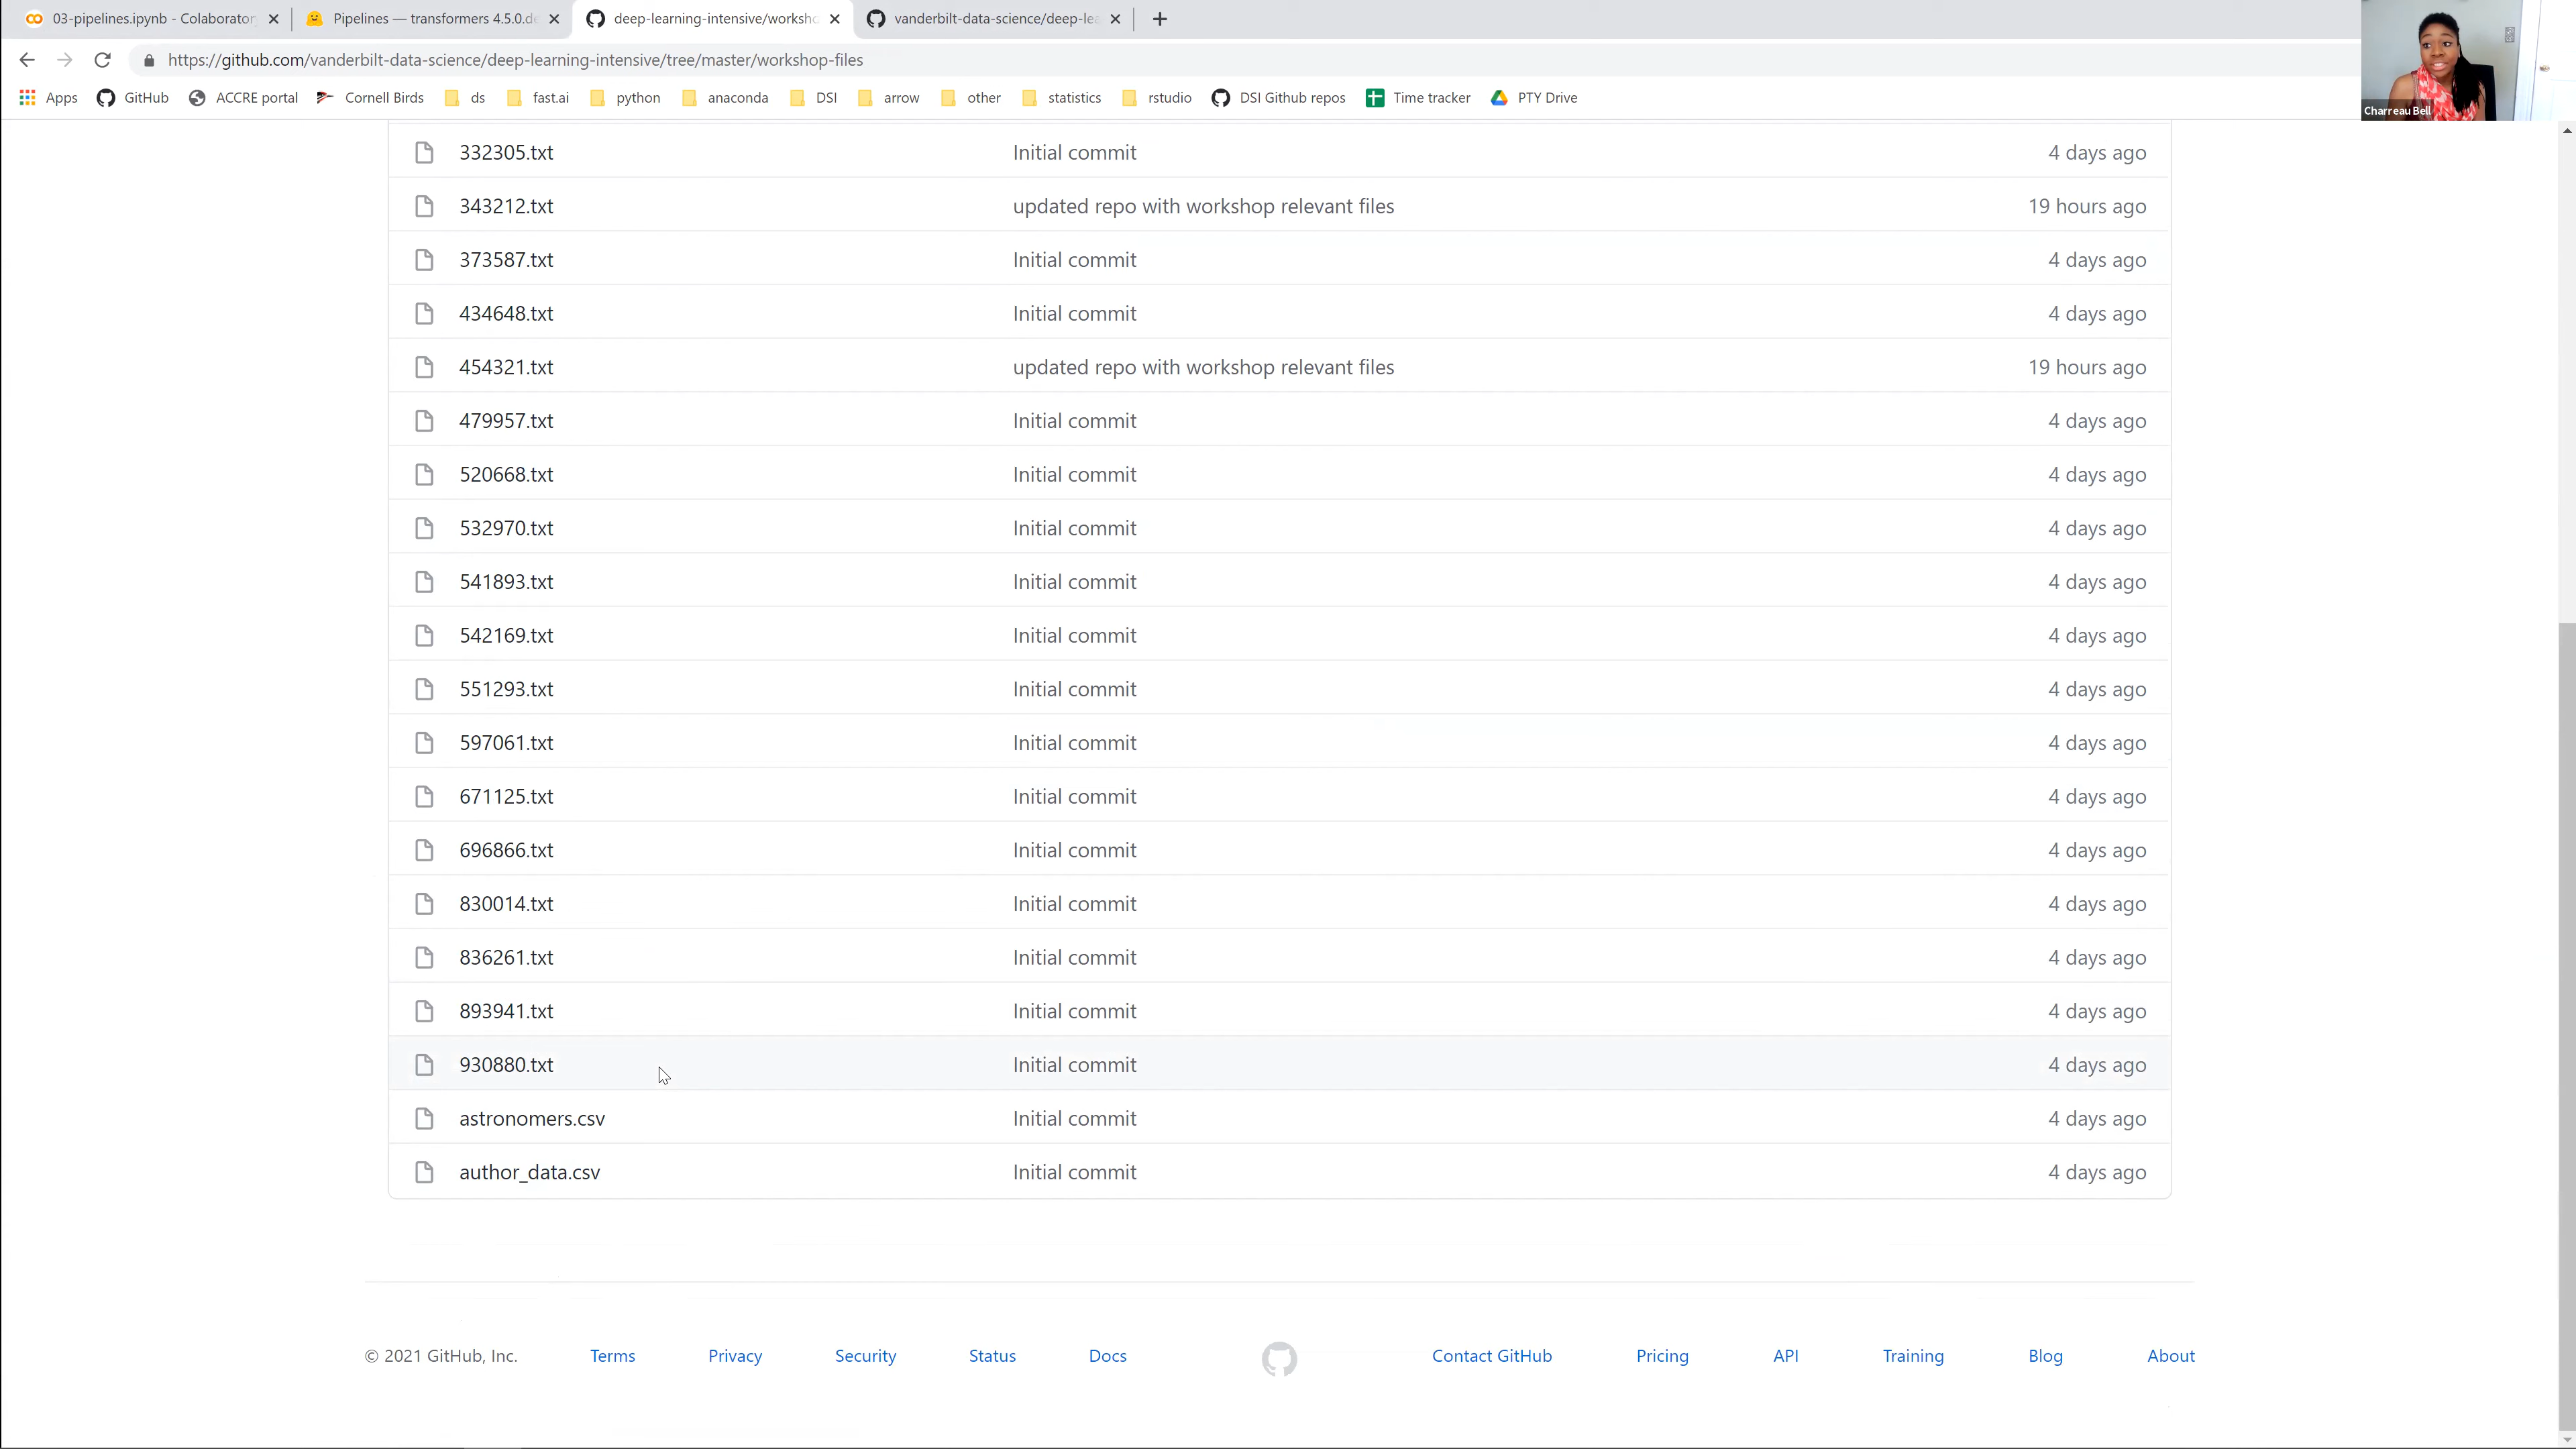 03-pipelines.ipynb - Colaborator
Pipelines — transformers 4.5.0.de
deep-learning-intensive/worksho
vanderbilt-data-science/deep-lea
https://github.com/vanderbilt-data-science/deep-learning-intensive/tree/master/workshop-files
Apps GitHub ACCRE portal Cornell Birds ds fast.ai python anaconda DSI arrow other statistics rstudio DSI Github repos Time tracker PTY Drive
Charreau Bell
332305.txt Initial commit 4 days ago
343212.txt updated repo with workshop relevant files 19 hours ago
373587.txt Initial commit 4 days ago
434648.txt Initial commit 4 days ago
454321.txt updated repo with workshop relevant files 19 hours ago
479957.txt Initial commit 4 days ago
520668.txt Initial commit 4 days ago
532970.txt Initial commit 4 days ago
541893.txt Initial commit 4 days ago
542169.txt Initial commit 4 days ago
551293.txt Initial commit 4 days ago
597061.txt Initial commit 4 days ago
671125.txt Initial commit 4 days ago
696866.txt Initial commit 4 days ago
830014.txt Initial commit 4 days ago
836261.txt Initial commit 4 days ago
893941.txt Initial commit 4 days ago
930880.txt Initial commit 4 days ago
astronomers.csv Initial commit 4 days ago
author_data.csv Initial commit 4 days ago
© 2021 GitHub, Inc. Terms Privacy Security Status Docs Contact GitHub Pricing API Training Blog About